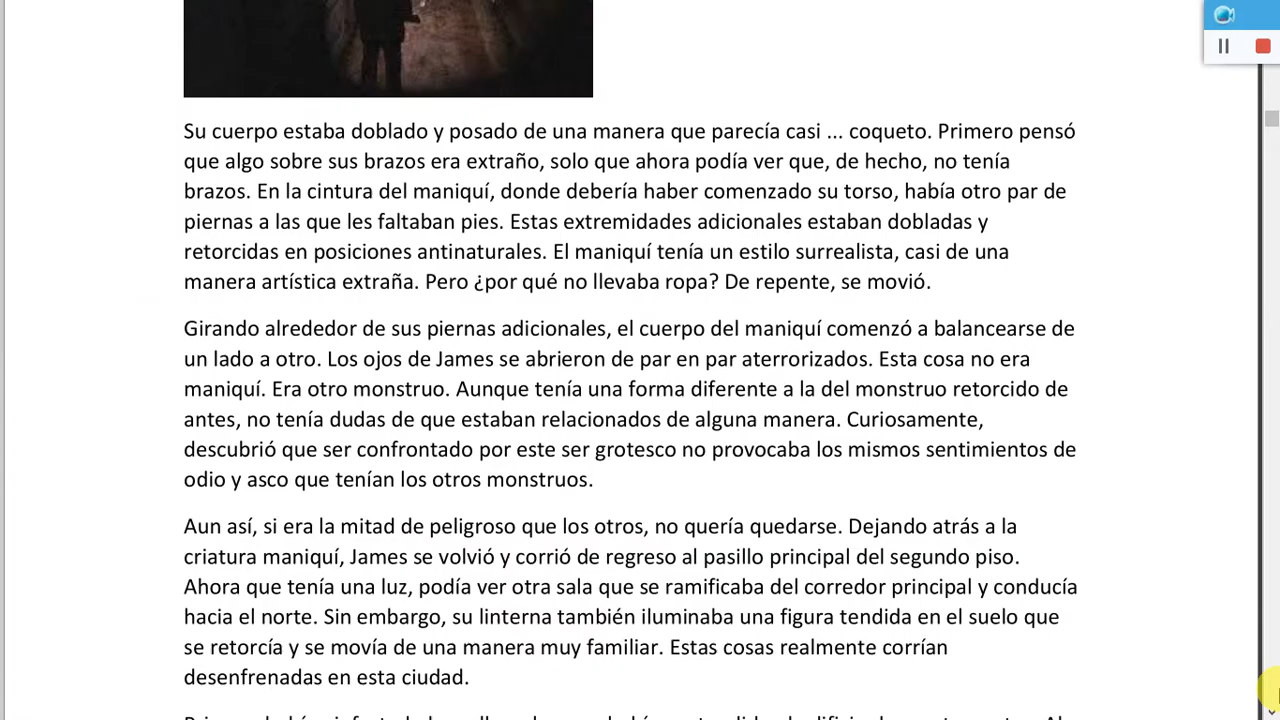 Su cuerpo estaba doblado y posado de una manera que parecía casi ... coqueto. Primero pensó
que algo sobre sus brazos era extraño, solo que ahora podía ver que, de hecho, no tenía
brazos. En la cintura del maniquí, donde debería haber comenzado su torso, había otro par de
piernas a las que les faltaban pies. Estas extremidades adicionales estaban dobladas y
retorcidas en posiciones antinaturales. El maniquí tenía un estilo surrealista, casi de una
manera artística extraña. Pero ¿por qué no llevaba ropa? De repente, se movió.
Girando alrededor de sus piernas adicionales, el cuerpo del maniquí comenzó a balancearse de
un lado a otro. Los ojos de James se abrieron de par en par aterrorizados. Esta cosa no era
maniquí. Era otro monstruo. Aunque tenía una forma diferente a la del monstruo retorcido de
antes, no tenía dudas de que estaban relacionados de alguna manera. Curiosamente,
descubrió que ser confrontado por este ser grotesco no provocaba los mismos sentimientos de
odio y asco que tenían los otros monstruos.
Aun así, si era la mitad de peligroso que los otros, no quería quedarse. Dejando atrás a la
criatura maniquí, James se volvió y corrió de regreso al pasillo principal del segundo piso.
Ahora que tenía una luz, podía ver otra sala que se ramificaba del corredor principal y conducía
hacia el norte. Sin embargo, su linterna también iluminaba una figura tendida en el suelo que
se retorcía y se movía de una manera muy familiar. Estas cosas realmente corrían
desenfrenadas en esta ciudad.